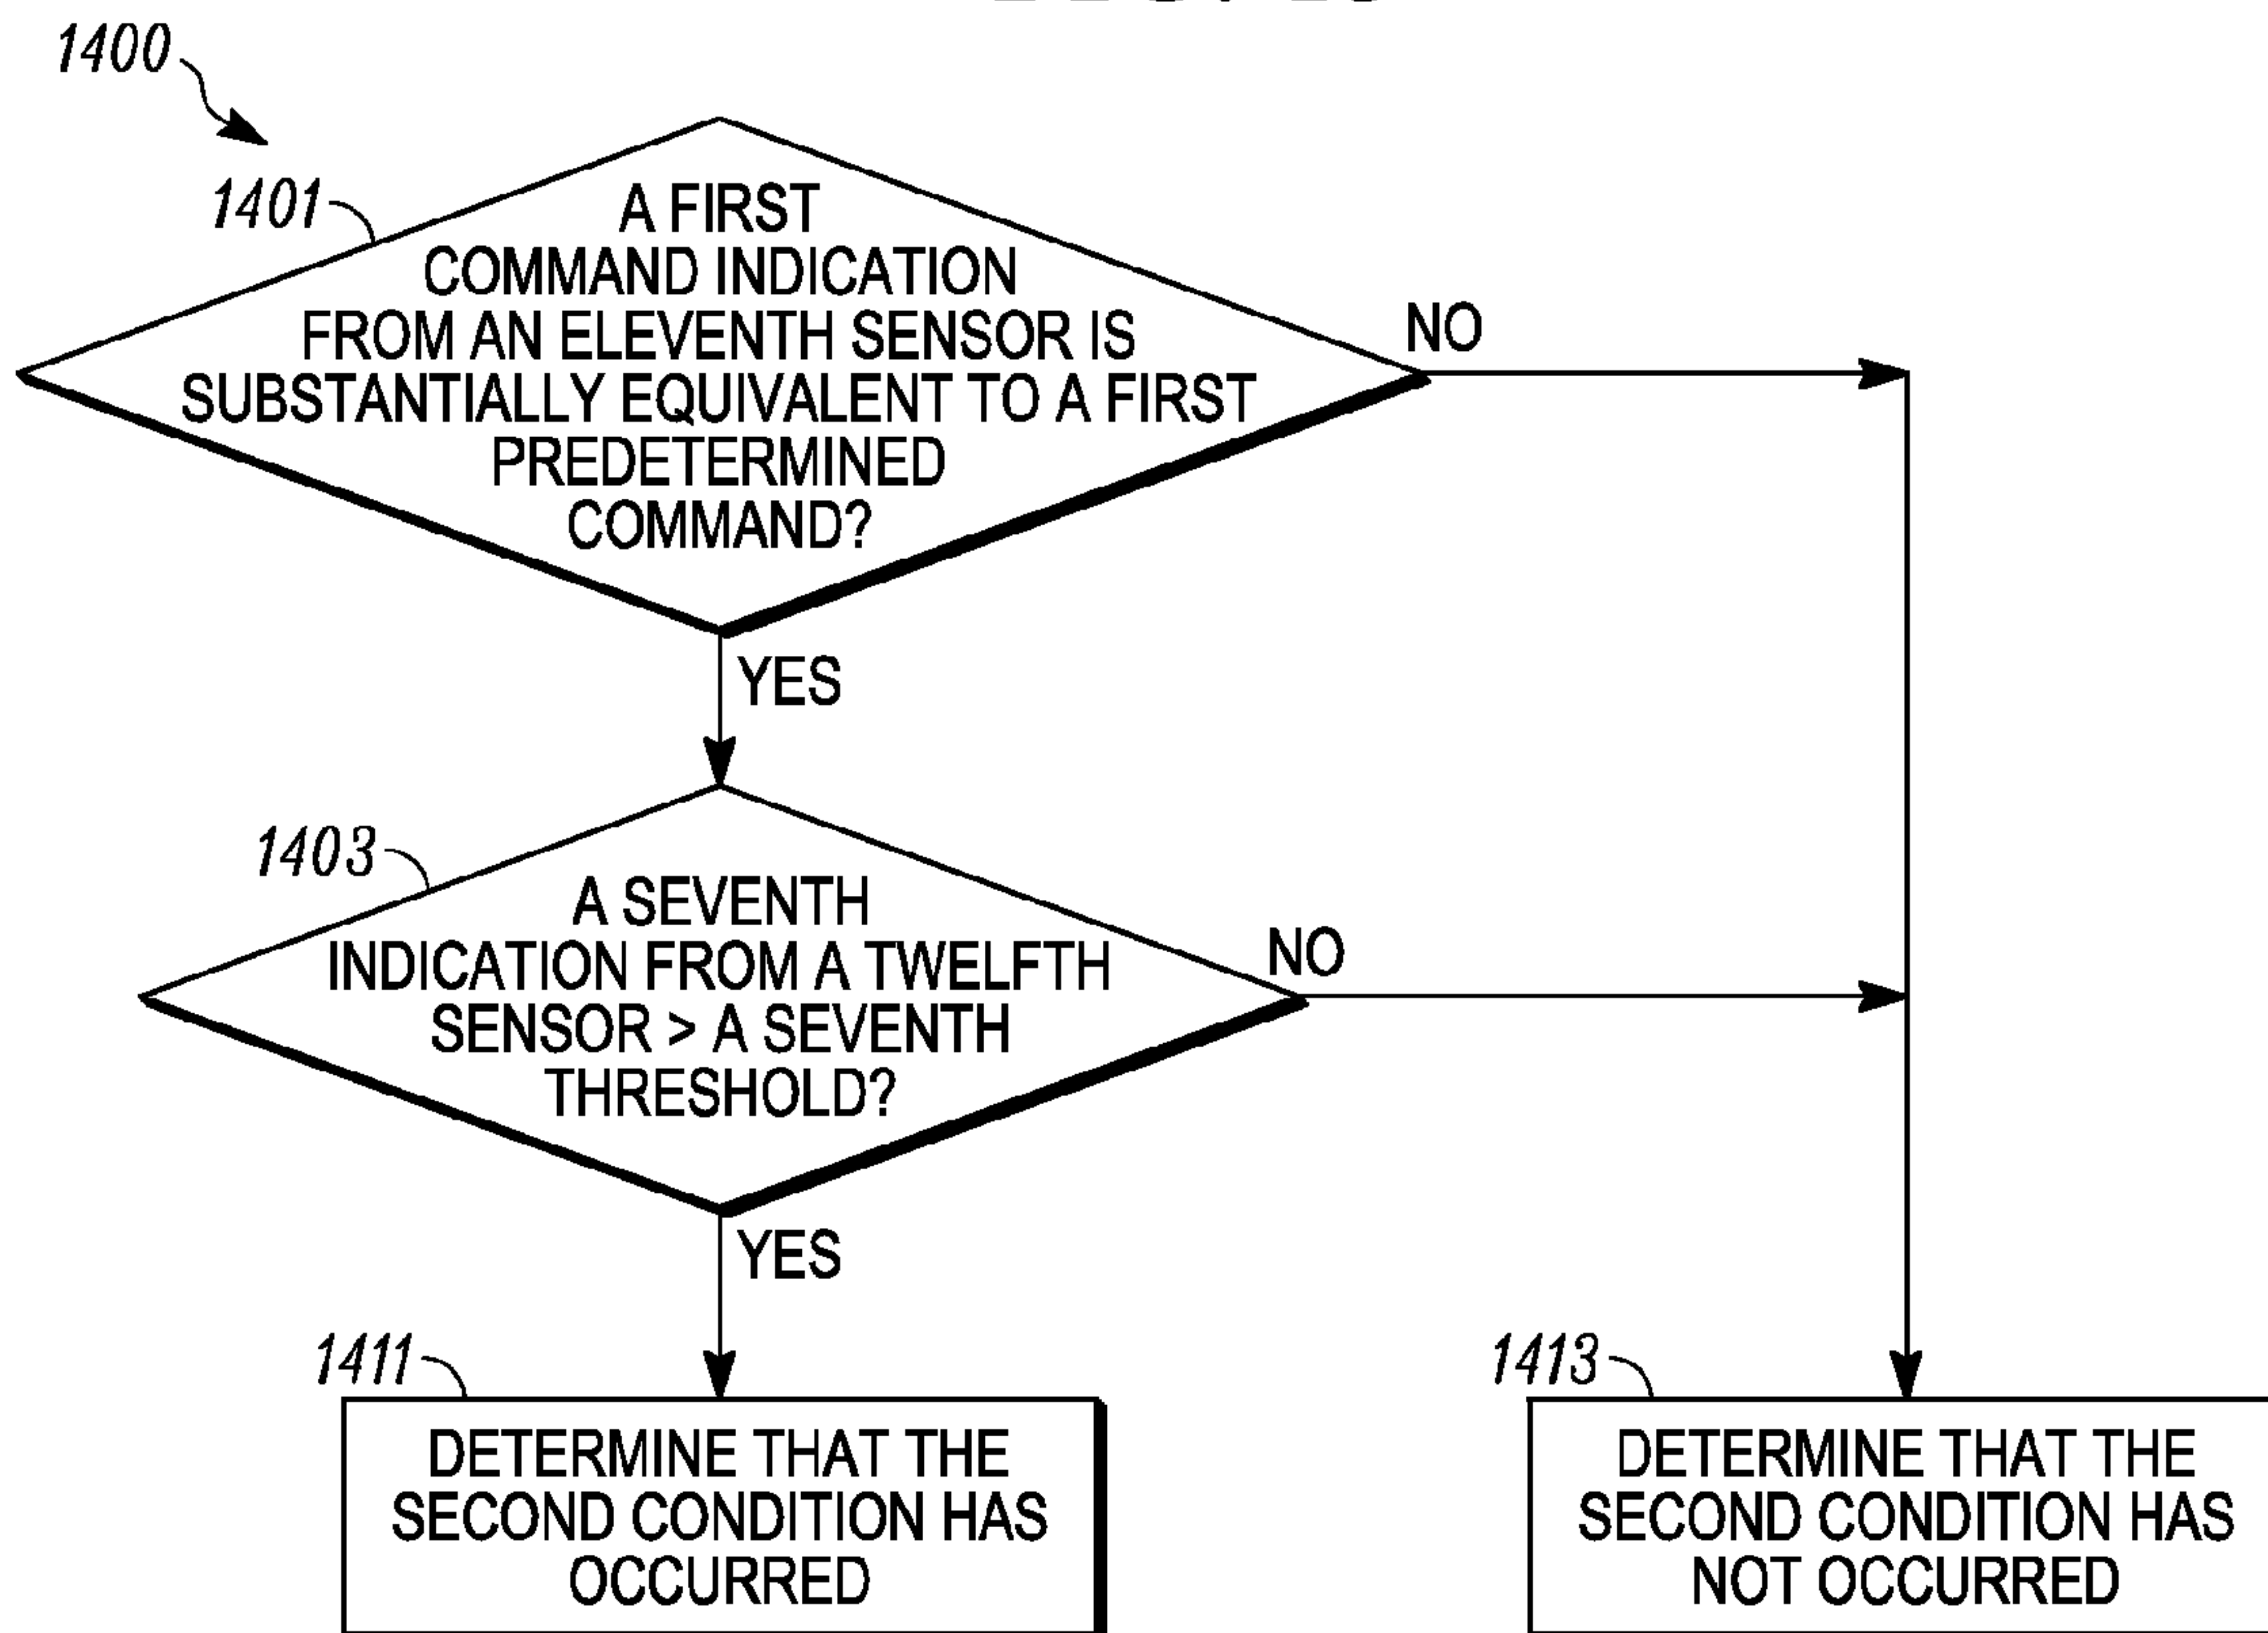 1400
1401
A FIRST
COMMAND INDICATION
FROM AN ELEVENTH SENSOR IS
SUBSTANTIALLY EQUIVALENT TO A FIRST
PREDETERMINED
COMMAND?
NO
YES
1403
A SEVENTH
INDICATION FROM A TWELFTH
SENSOR > A SEVENTH
THRESHOLD?
NO
YES
1411
DETERMINE THAT THE
SECOND CONDITION HAS
OCCURRED
1413
DETERMINE THAT THE
SECOND CONDITION HAS
NOT OCCURRED